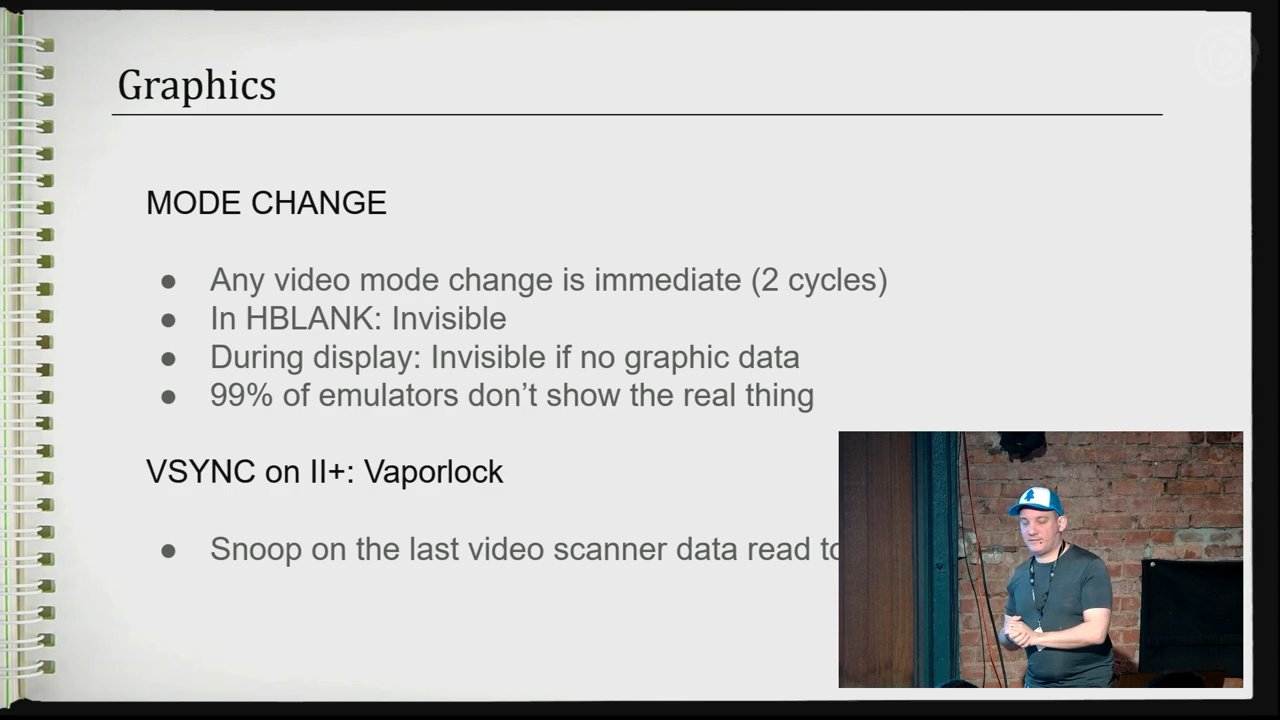 Graphics
MODE CHANGE
● Any video mode change is immediate (2 cycles)
● In HBLANK: Invisible
● During display: Invisible if no graphic data
● 99% of emulators don’t show the real thing
VSYNC on II+: Vaporlock
● Snoop on the last video scanner data read